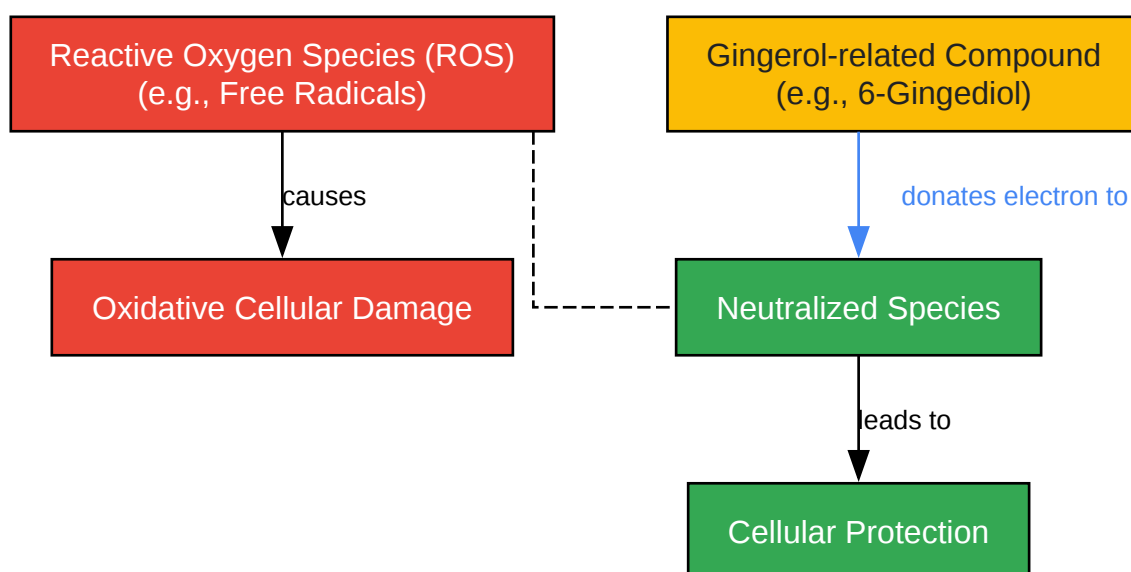 Reactive Oxygen Species (ROS)
(e.g., Free Radicals)
Gingerol-related Compound
(e.g., 6-Gingediol)
causes
donates electron to
Oxidative Cellular Damage
Neutralized Species
leads to
Cellular Protection